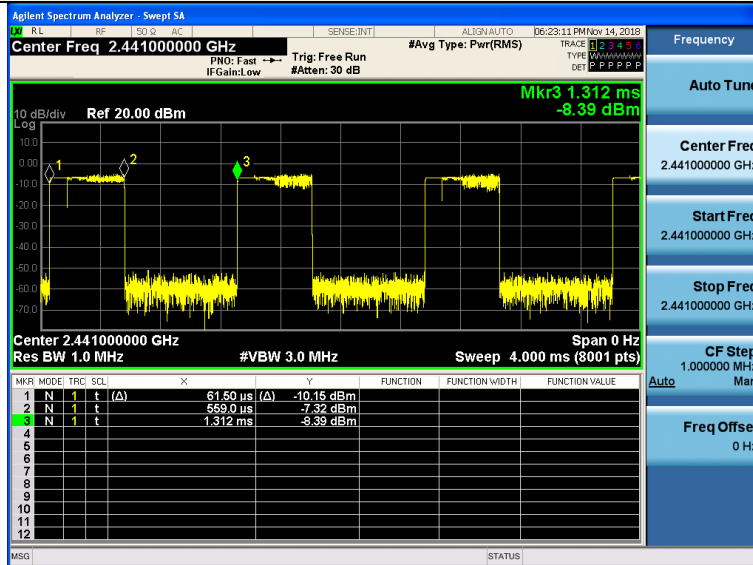 Agilent Spectrum Analyzer - Swept SA
LXI RL RF 50 Ω AC SENSE:INT ALIGN AUTO 06:23:11 PM Nov 14, 2018
Center Freq 2.441000000 GHz
#Avg Type: Pwr(RMS)
TRACE 1 2 3 4 5 6
TYPE WWWWWW
DET P P P P P P
PNO: Fast
IFGain:Low
Trig: Free Run
#Atten: 30 dB
Mkr3 1.312 ms
-8.39 dBm
10 dB/div Ref 20.00 dBm
Log
10.0
0.00
-10.0
-20.0
-30.0
-40.0
-50.0
-60.0
-70.0
1
2
3
Center 2.441000000 GHz Span 0 Hz
Res BW 1.0 MHz #VBW 3.0 MHz Sweep 4.000 ms (8001 pts)
MKR MODE TRC SCL X Y FUNCTION FUNCTION WIDTH FUNCTION VALUE
1 N 1 t (Δ) 61.50 µs (Δ) -10.15 dBm
2 N 1 t 559.0 µs -7.32 dBm
3 N 1 t 1.312 ms -8.39 dBm
4
5
6
7
8
9
10
11
12
MSG STATUS
Frequency
Auto Tun
Center Fre
2.441000000 GH
Start Fre
2.441000000 GH
Stop Fre
2.441000000 GH
CF Step
1.000000 MH
Auto Man
Freq Offse
0 H